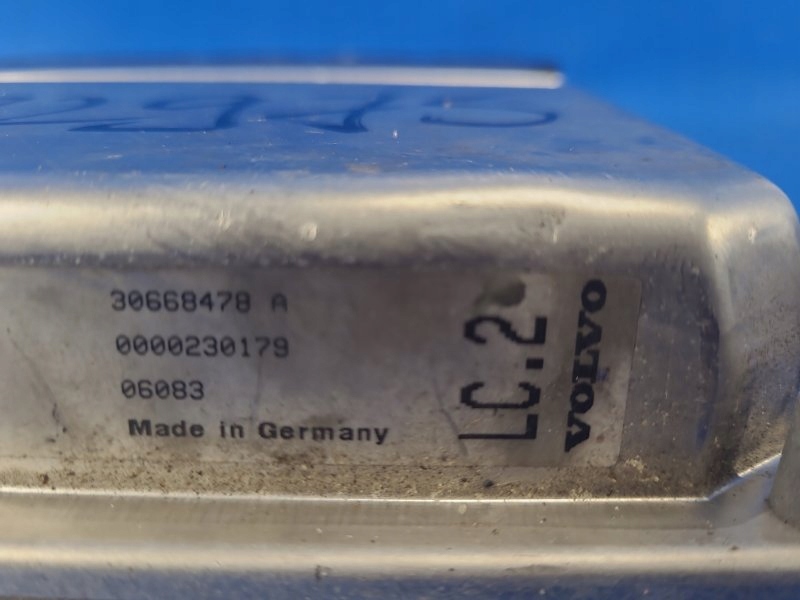 30668478 A
0000230179
06083
Made in Germany
LC.2
VOLVO